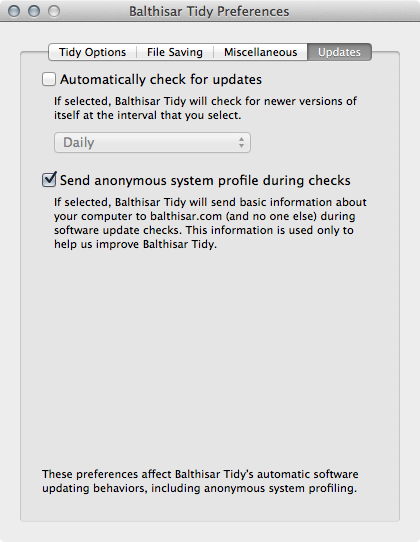 Balthisar Tidy Preferences
Tidy Options File Saving Miscellaneous Updates
Automatically check for updates
If selected, Balthisar Tidy will check for newer versions of
itself at the interval that you select.
Daily
Send anonymous system profile during checks
If selected, Balthisar Tidy will send basic information about
your computer to balthisar.com (and no one else) during
software update checks. This information is used only to
help us improve Balthisar Tidy.
These preferences affect Balthisar Tidy's automatic software
updating behaviors, including anonymous system profiling.